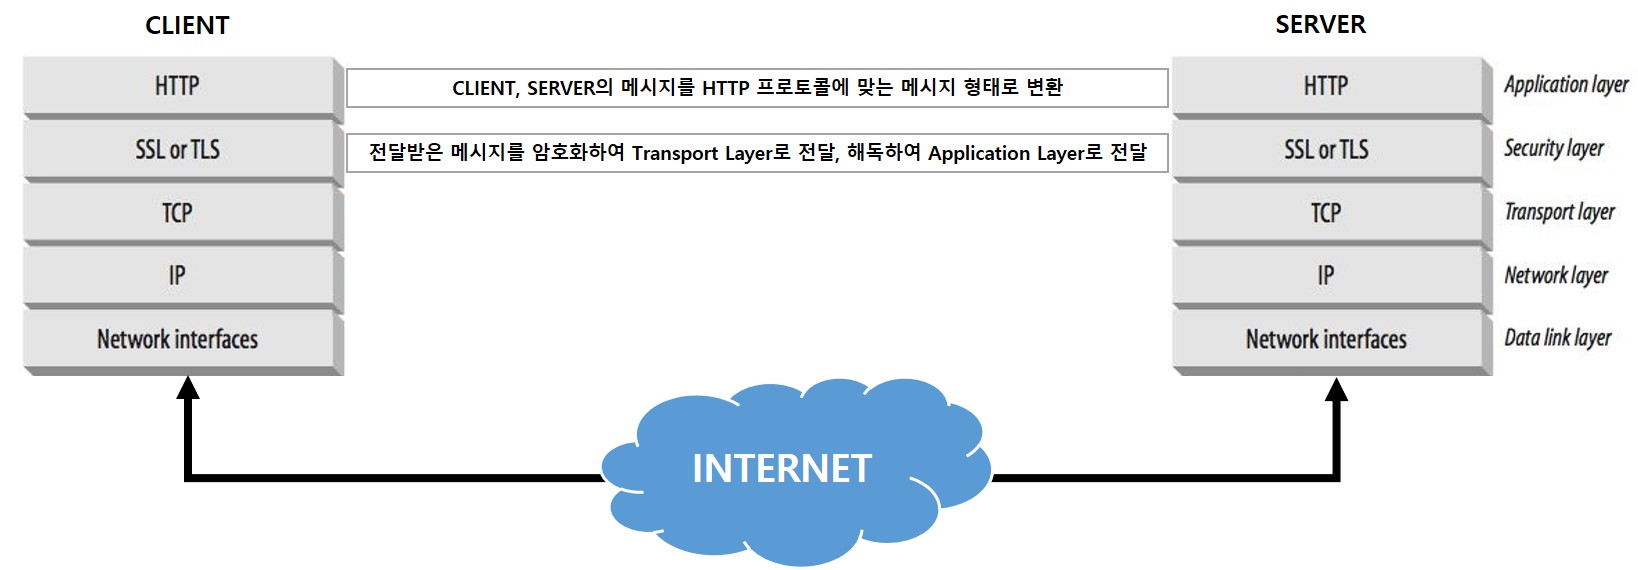 CLIENT
SERVER
HTTP
CLIENT, SERVER의 메시지를 HTTP 프로토콜에 맞는 메시지 형태로 변환
HTTP
Application layer
SSL or TLS
전달받은 메시지를 암호화하여 Transport Layer로 전달, 해독하여 Application Layer로 전달
SSL or TLS
Security layer
TCP
TCP
Transport layer
IP
IP
Network layer
Network interfaces
Network interfaces
Data link layer
INTERNET